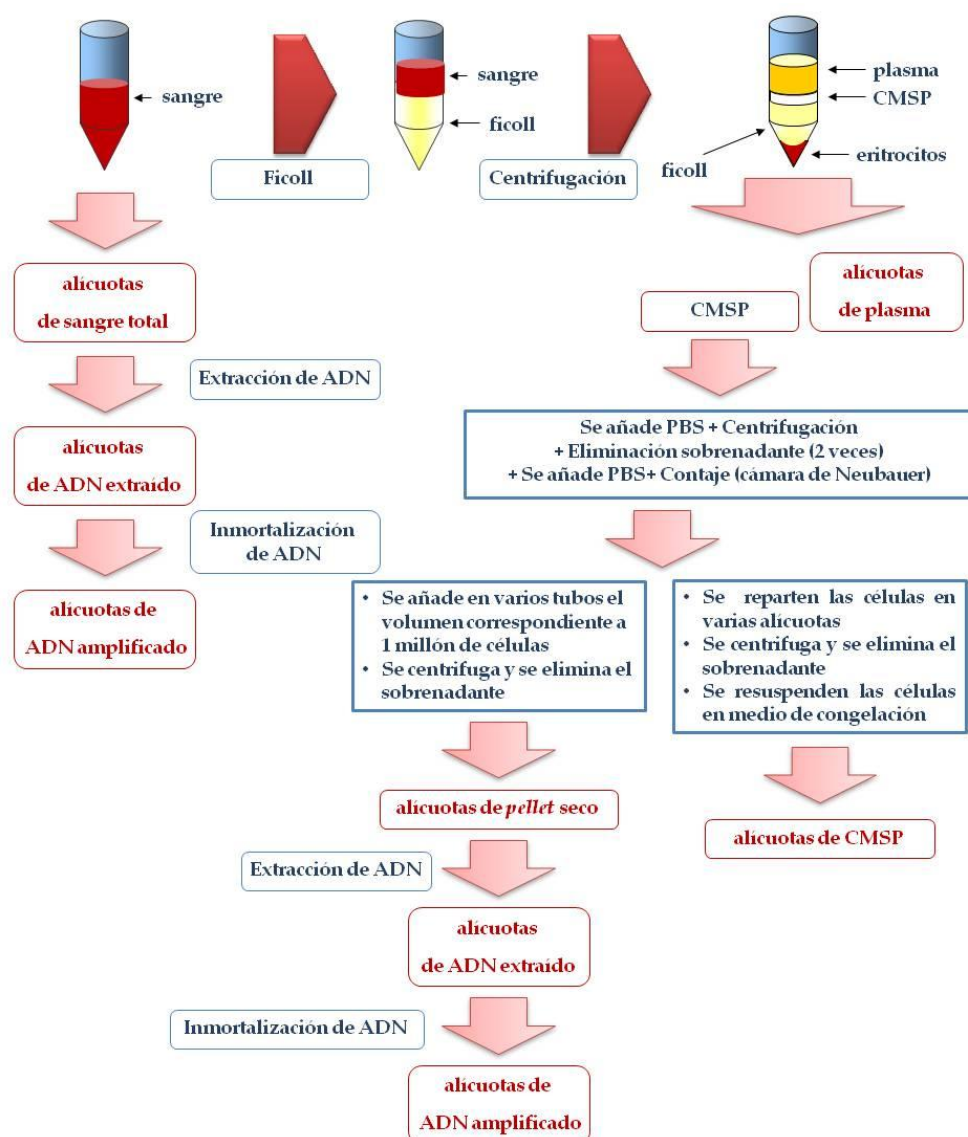 sangre
sangre
ficoll
plasma
CMSP
ficoll
eritrocitos
Ficoll
Centrifugación
alícuotas
de sangre total
alícuotas
de plasma
CMSP
Extracción de ADN
alícuotas
de ADN extraído
Se añade PBS + Centrifugación
+ Eliminación sobrenadante (2 veces)
+ Se añade PBS+ Contaje (cámara de Neubauer)
Inmortalización
de ADN
alícuotas de
ADN amplificado
• Se añade en varios tubos el
volumen correspondiente a
1 millón de células
• Se centrifuga y se elimina el
sobrenadante
• Se reparten las células en
varias alícuotas
• Se centrifuga y se elimina el
sobrenadante
• Se resuspenden las células
en medio de congelación
alícuotas de pellet seco
alícuotas de CMSP
Extracción de ADN
alícuotas
de ADN extraído
Inmortalización de ADN
alícuotas de
ADN amplificado